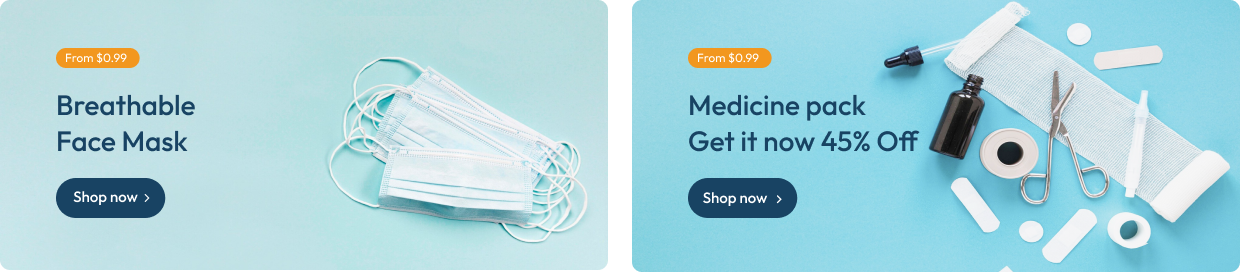 From $0.99
Breathable
Face Mask
Shop now
From $0.99
Medicine pack
Get it now 45% Off
Shop now